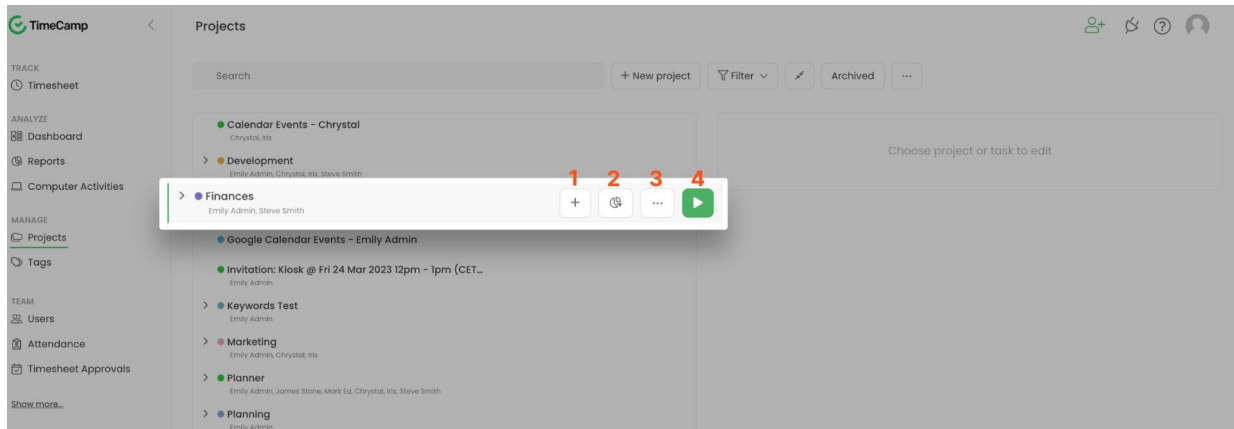 TimeCamp
Projects
TRACK
Timesheet
ANALYZE
Dashboard
Reports
Computer Activities
MANAGE
Projects
Tags
TEAM
Users
Attendance
Timesheet Approvals
Show more...
Search
+ New project
Filter
Archived
...
Calendar Events - Chrystal
Chrystal, Iris
Development
Emily Admin, Chrystal, Iris, Steve Smith
1 2 3 4
Finances
Emily Admin, Steve Smith
Google Calendar Events - Emily Admin
Invitation: Kiosk @ Fri 24 Mar 2023 12pm - 1pm (CET...
Emily Admin
Keywords Test
Emily Admin
Marketing
Emily Admin, Chrystal, Iris
Planner
Emily Admin, James Stone, Mark Ed, Chrystal, Iris, Steve Smith
Planning
Emily Admin
Choose project or task to edit